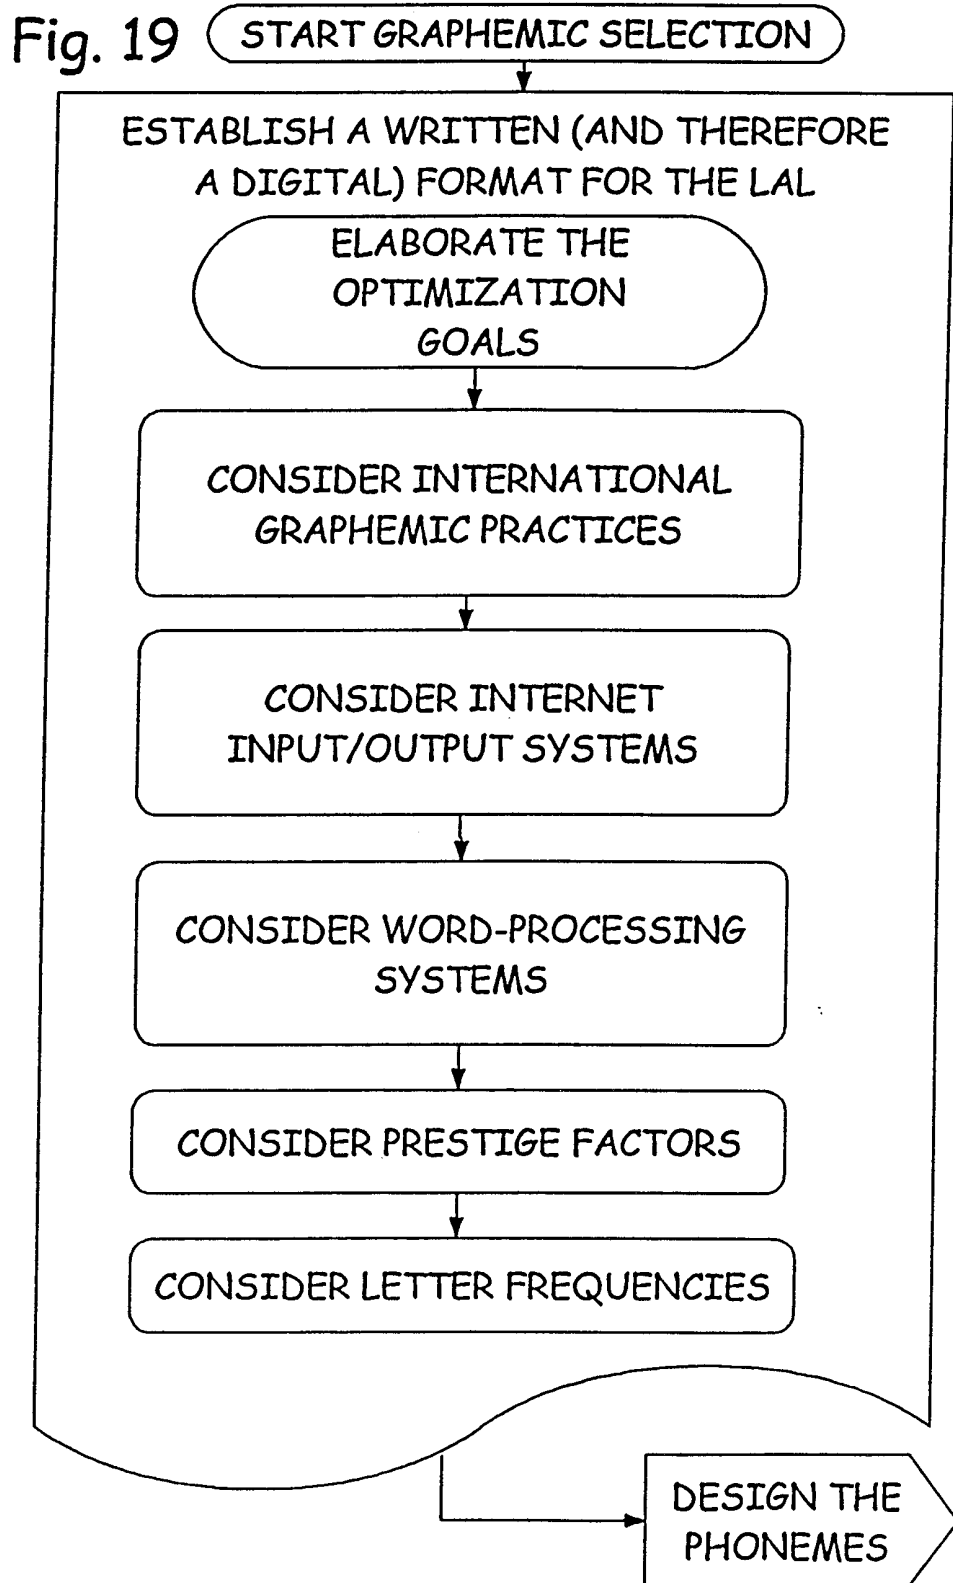 Fig. 19
START GRAPHEMIC SELECTION
ESTABLISH A WRITTEN (AND THEREFORE
A DIGITAL) FORMAT FOR THE LAL
ELABORATE THE
OPTIMIZATION
GOALS
CONSIDER INTERNATIONAL
GRAPHEMIC PRACTICES
CONSIDER INTERNET
INPUT/OUTPUT SYSTEMS
CONSIDER WORD-PROCESSING
SYSTEMS
CONSIDER PRESTIGE FACTORS
CONSIDER LETTER FREQUENCIES
DESIGN THE
PHONEMES